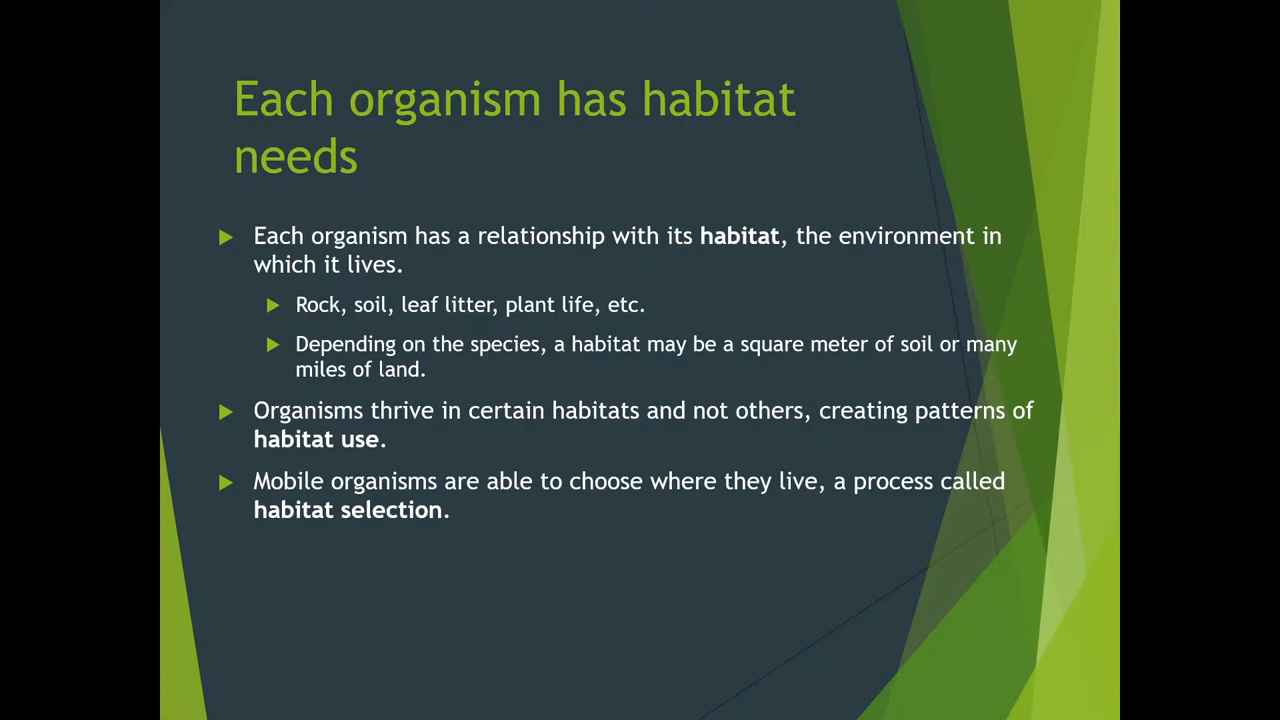 Each organism has habitat
needs
Each organism has a relationship with its habitat, the environment in
which it lives.
Rock, soil, leaf litter, plant life, etc.
Depending on the species, a habitat may be a square meter of soil or many
miles of land.
Organisms thrive in certain habitats and not others, creating patterns of
habitat use.
Mobile organisms are able to choose where they live, a process called
habitat selection.